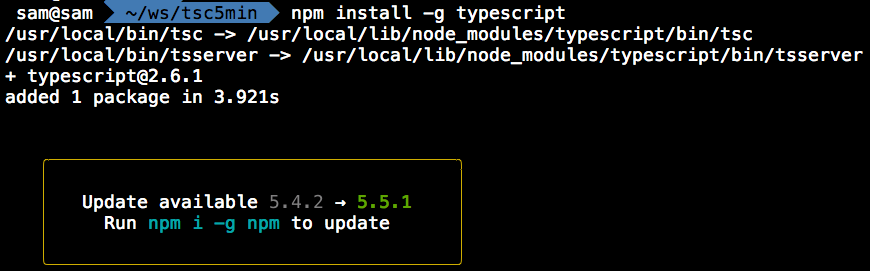 sam@sam ~/ws/tsc5min npm install -g typescript
/usr/local/bin/tsc -> /usr/local/lib/node_modules/typescript/bin/tsc
/usr/local/bin/tsserver -> /usr/local/lib/node_modules/typescript/bin/tsserver
+ typescript@2.6.1
added 1 package in 3.921s
Update available 5.4.2 → 5.5.1
Run npm i -g npm to update